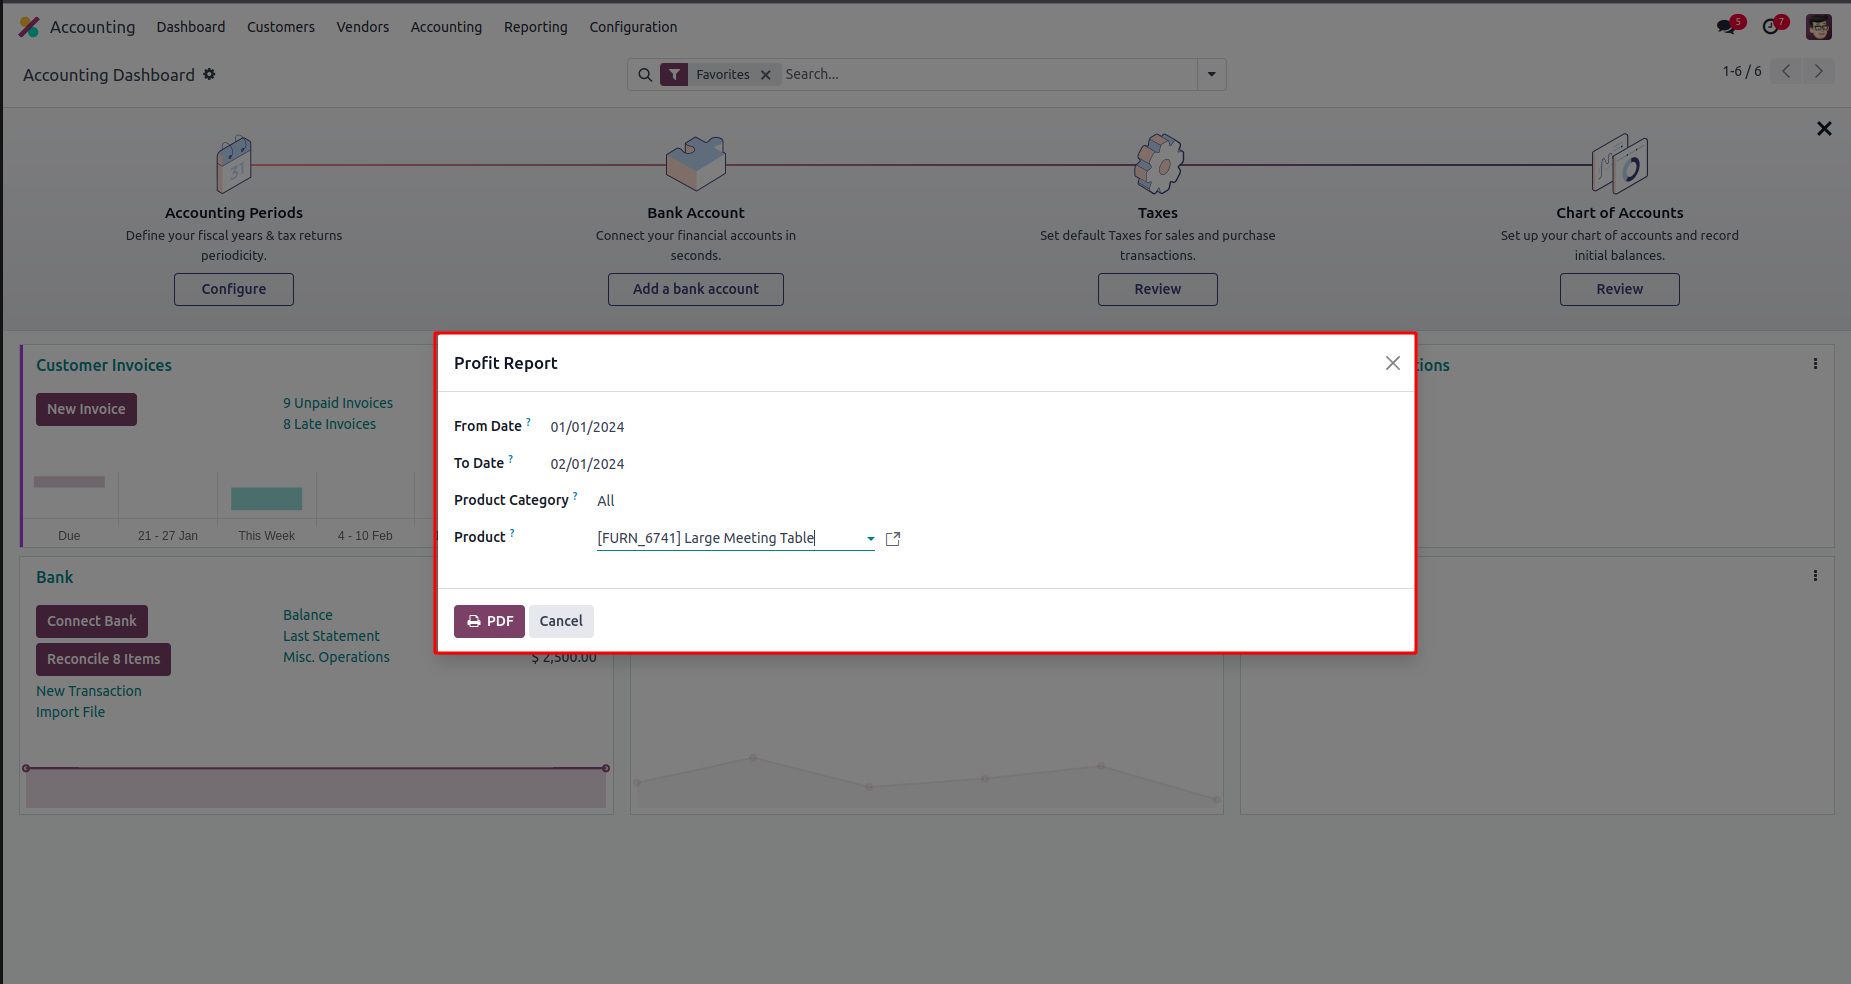 Accounting Dashboard Customers Vendors Accounting Reporting Configuration 5 7
Accounting Dashboard Favorites Search... 1-6 / 6
31
Accounting Periods
Define your fiscal years & tax returns
periodicity.
Configure
Bank Account
Connect your financial accounts in
seconds.
Add a bank account
Taxes
Set default Taxes for sales and purchase
transactions.
Review
Chart of Accounts
Set up your chart of accounts and record
initial balances.
Review
Customer Invoices
New Invoice
9 Unpaid Invoices
8 Late Invoices
Due 21 - 27 Jan This Week 4 - 10 Feb
Profit Report
From Date ? 01/01/2024
To Date ? 02/01/2024
Product Category ? All
Product ? [FURN_6741] Large Meeting Table
PDF Cancel
tions
Bank
Connect Bank
Reconcile 8 Items
New Transaction
Import File
Balance
Last Statement
Misc. Operations $ 2,500.00